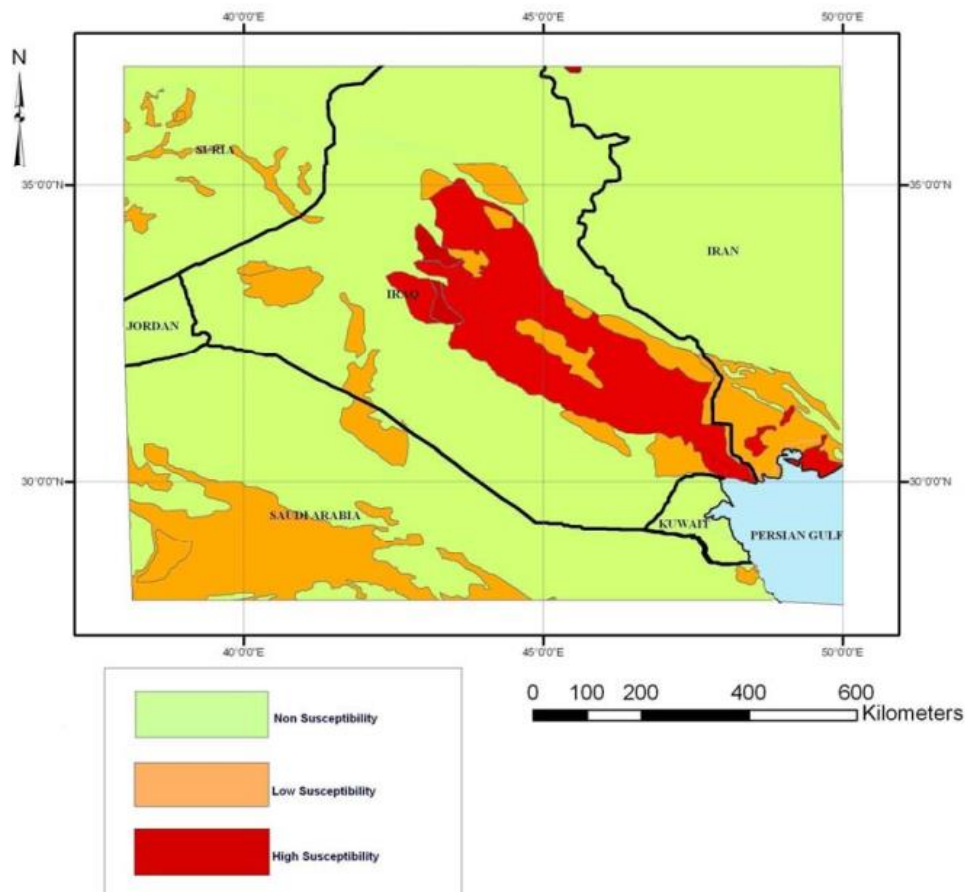 40°0'0"E 45°0'0"E 50°0'0"E
N
SURIA
35°0'0"N 35°0'0"N
IRAN
IRAQ
JORDAN
30°0'0"N 30°0'0"N
SAUDI ARABIA
KUWAIT PERSIAN GULF
40°0'0"E 45°0'0"E 50°0'0"E
0 100 200 400 600
Kilometers
Non Susceptibility
Low Susceptibility
High Susceptibility